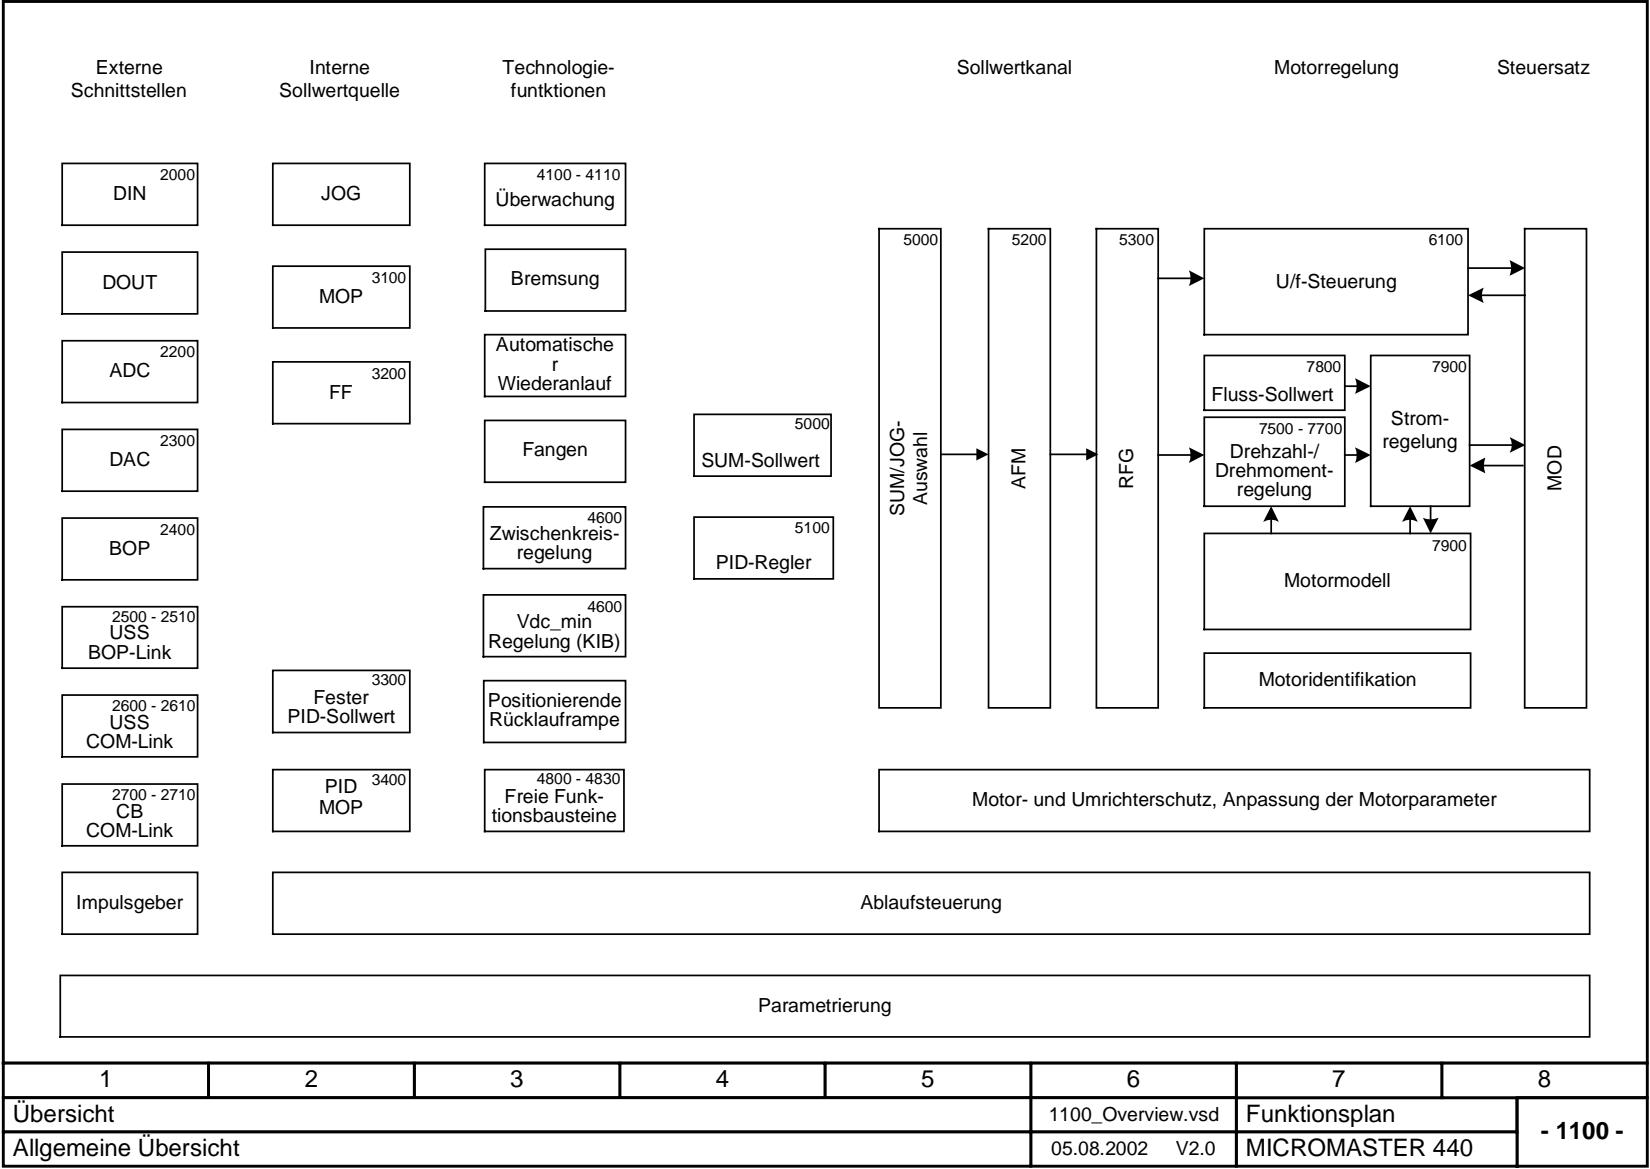 Externe
Schnittstellen
Interne
Sollwertquelle
Technologie-
funtktionen
Sollwertkanal
Motorregelung
Steuersatz
2000
DIN
DOUT
2200
ADC
2300
DAC
2400
BOP
2500 - 2510
USS
BOP-Link
2600 - 2610
USS
COM-Link
2700 - 2710
CB
COM-Link
Impulsgeber
JOG
3100
MOP
3200
FF
3300
Fester
PID-Sollwert
3400
PID
MOP
4100 - 4110
Überwachung
Bremsung
Automatische
r
Wiederanlauf
Fangen
4600
Zwischenkreis-
regelung
4600
Vdc_min
Regelung (KIB)
Positionierende
Rücklauframpe
4800 - 4830
Freie Funk-
tionsbausteine
5000
SUM-Sollwert
5100
PID-Regler
5000
SUM/JOG-
Auswahl
5200
AFM
5300
RFG
6100
U/f-Steuerung
7800
Fluss-Sollwert
7500 - 7700
Drehzahl-/
Drehmoment-
regelung
7900
Strom-
regelung
7900
Motormodell
Motoridentifikation
MOD
Motor- und Umrichterschutz, Anpassung der Motorparameter
Ablaufsteuerung
Parametrierung
1 2 3 4 5 6 7 8
Übersicht 1100_Overview.vsd Funktionsplan
- 1100 -
Allgemeine Übersicht 05.08.2002 V2.0 MICROMASTER 440